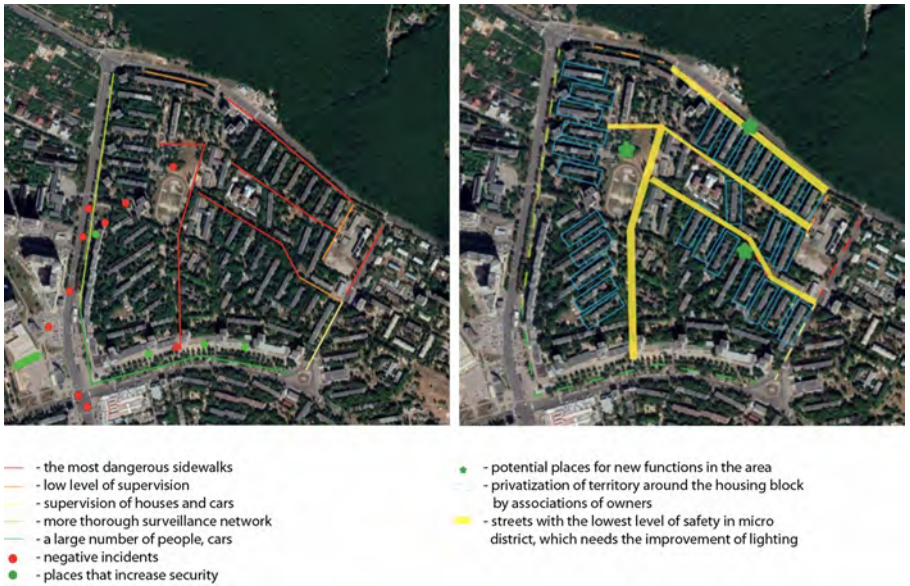 - the most dangerous sidewalks
- low level of supervision
- supervision of houses and cars
- more thorough surveillance network
- a large number of people, cars
- negative incidents
- places that increase security
- potential places for new functions in the area
- privatization of territory around the housing block
by associations of owners
- streets with the lowest level of safety in micro
district, which needs the improvement of lighting